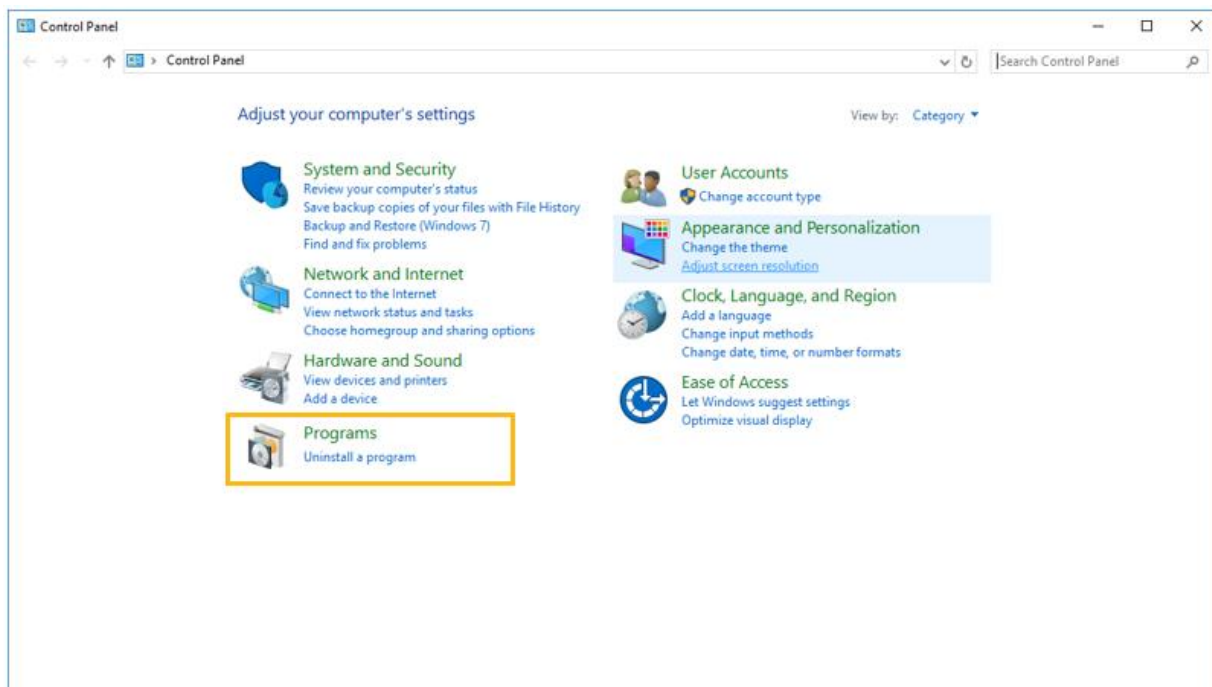 Control Panel
Control Panel
Search Control Panel
Adjust your computer's settings
View by: Category
System and Security
Review your computer's status
Save backup copies of your files with File History
Backup and Restore (Windows 7)
Find and fix problems
Network and Internet
Connect to the Internet
View network status and tasks
Choose homegroup and sharing options
Hardware and Sound
View devices and printers
Add a device
Programs
Uninstall a program
User Accounts
Change account type
Appearance and Personalization
Change the theme
Adjust screen resolution
Clock, Language, and Region
Add a language
Change input methods
Change date, time, or number formats
Ease of Access
Let Windows suggest settings
Optimize visual display